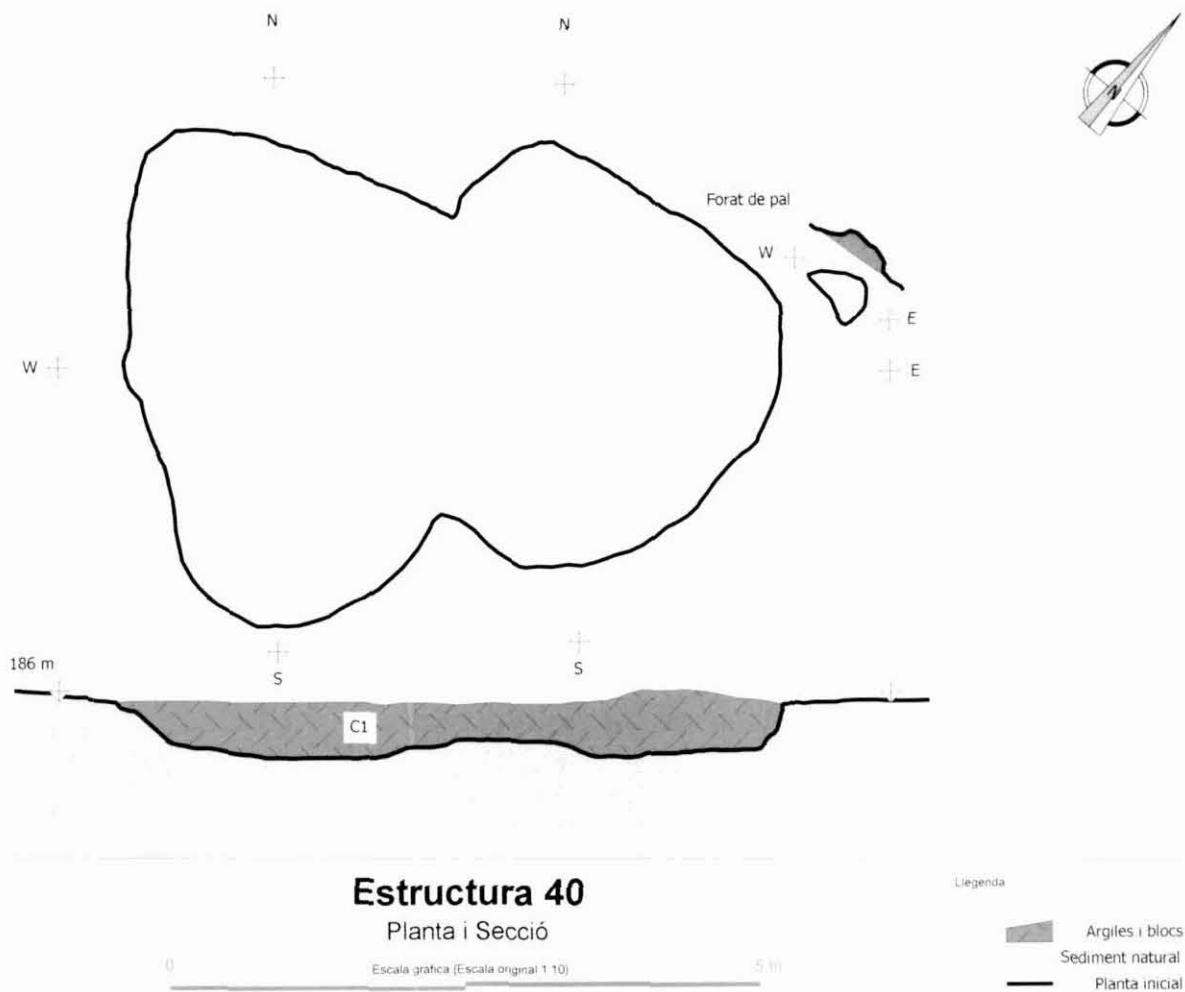 N
N
N
Forat de pal
W
E
W
E
S
S
186 m
C1
Estructura 40
Planta i Secció
0
Escala gràfica (Escala original 1:10)
5 m
Llegenda
Argiles i blocs
Sediment natural
Planta inicial